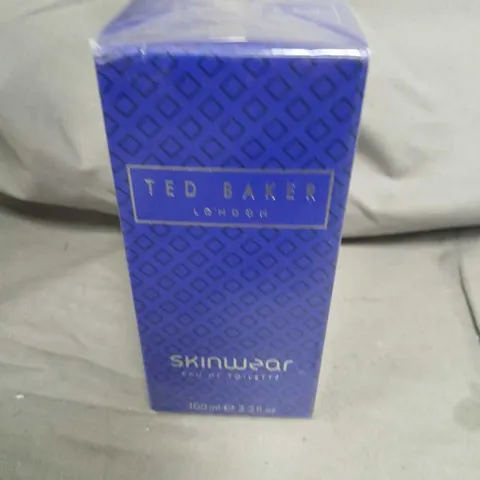 TED BAKER
LONDON
skinwear
EAU DE TOILETTE
100 ml ℮ 3.3 fl oz